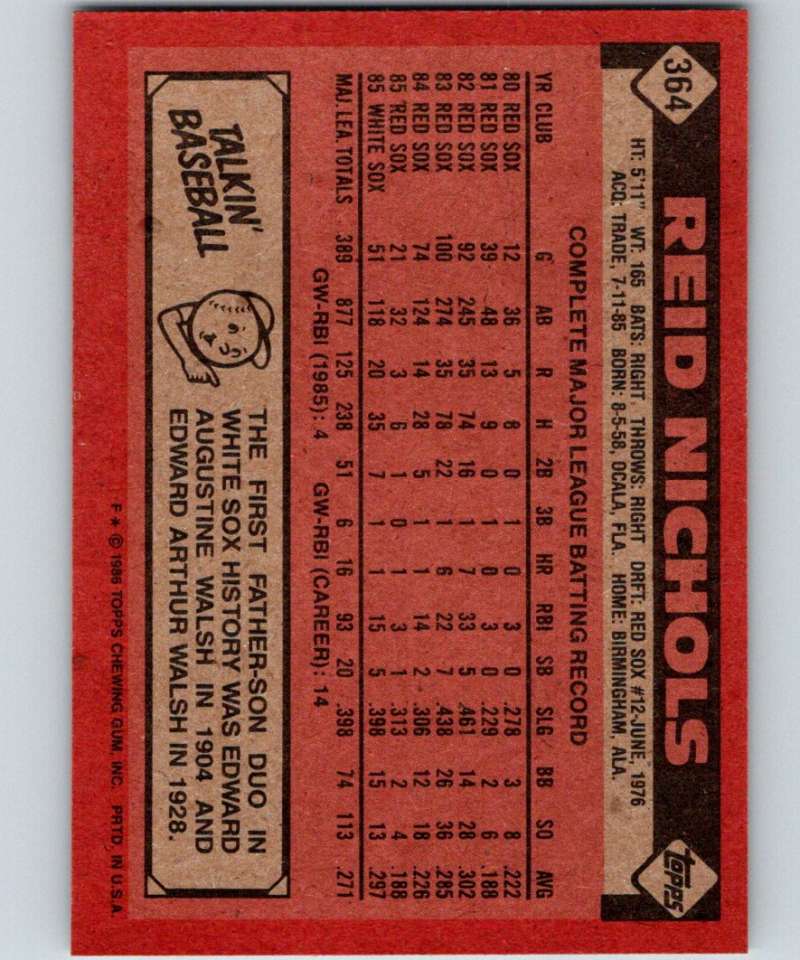 364
REID NICHOLS
topps
HT: 5'11" WT: 165 BATS: RIGHT THROWS: RIGHT DRFT: RED SOX #12-JUNE, 1976
ACQ: TRADE, 7-11-85 BORN: 8-5-58, OCALA, FLA. HOME: BIRMINGHAM, ALA.
COMPLETE MAJOR LEAGUE BATTING RECORD
YR CLUB G AB R H 2B 3B HR RBI SB SLG BB SO AVG
80 RED SOX 12 36 5 8 0 1 0 3 0 .278 3 8 .222
81 RED SOX 39 48 13 9 0 1 0 3 0 .229 2 6 .188
82 RED SOX 92 245 35 74 16 1 7 33 5 .461 14 28 .302
83 RED SOX 100 274 35 78 22 1 6 22 7 .438 26 36 .285
84 RED SOX 74 124 14 28 5 1 1 14 2 .306 12 18 .226
85 RED SOX 21 32 3 6 1 0 1 3 1 .313 2 4 .188
85 WHITE SOX 51 118 20 35 7 1 1 15 5 .398 15 13 .297
MAJ. LEA. TOTALS 389 877 125 238 51 6 16 93 20 .398 74 113 .271
GW-RBI (1985): 4 GW-RBI (CAREER): 14
TALKIN'
BASEBALL
THE FIRST FATHER-SON DUO IN
WHITE SOX HISTORY WAS EDWARD
AUGUSTINE WALSH IN 1904 AND
EDWARD ARTHUR WALSH IN 1928.
F * © 1986 TOPPS CHEWING GUM, INC. PRTD. IN U.S.A.